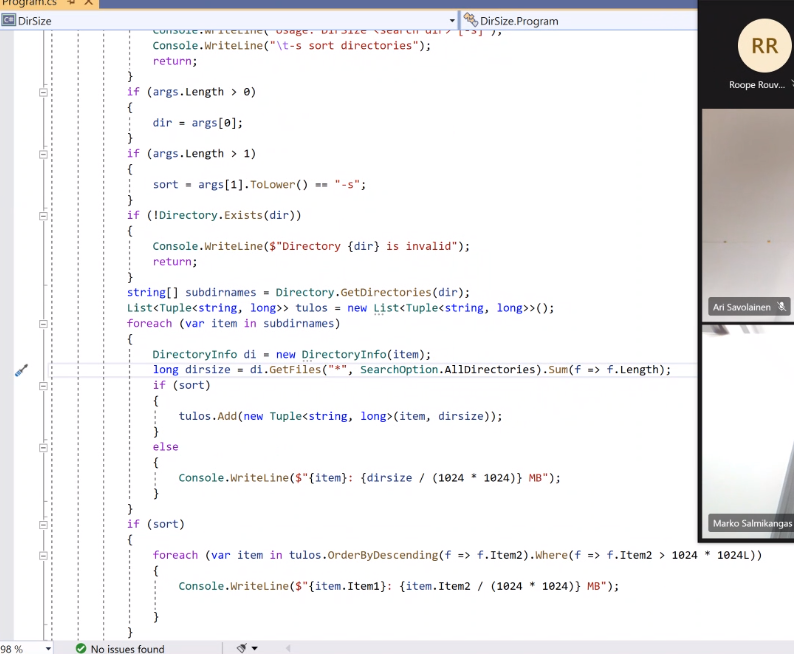 Program.cs
DirSize
DirSize.Program
Console.WriteLine("Usage: DirSize <search dir> [-s]");
Console.WriteLine("\t-s sort directories");
return;
}
if (args.Length > 0)
{
dir = args[0];
}
if (args.Length > 1)
{
sort = args[1].ToLower() == "-s";
}
if (!Directory.Exists(dir))
{
Console.WriteLine($"Directory {dir} is invalid");
return;
}
string[] subdirnames = Directory.GetDirectories(dir);
List<Tuple<string, long>> tulos = new List<Tuple<string, long>>();
foreach (var item in subdirnames)
{
DirectoryInfo di = new DirectoryInfo(item);
long dirsize = di.GetFiles("*", SearchOption.AllDirectories).Sum(f => f.Length);
if (sort)
{
tulos.Add(new Tuple<string, long>(item, dirsize));
}
else
{
Console.WriteLine($"{item}: {dirsize / (1024 * 1024)} MB");
}
}
if (sort)
{
foreach (var item in tulos.OrderByDescending(f => f.Item2).Where(f => f.Item2 > 1024 * 1024L))
{
Console.WriteLine($"{item.Item1}: {item.Item2 / (1024 * 1024)} MB");
}
}
98 %
No issues found
RR
Roope Rouv...
Ari Savolainen
Marko Salmikangas